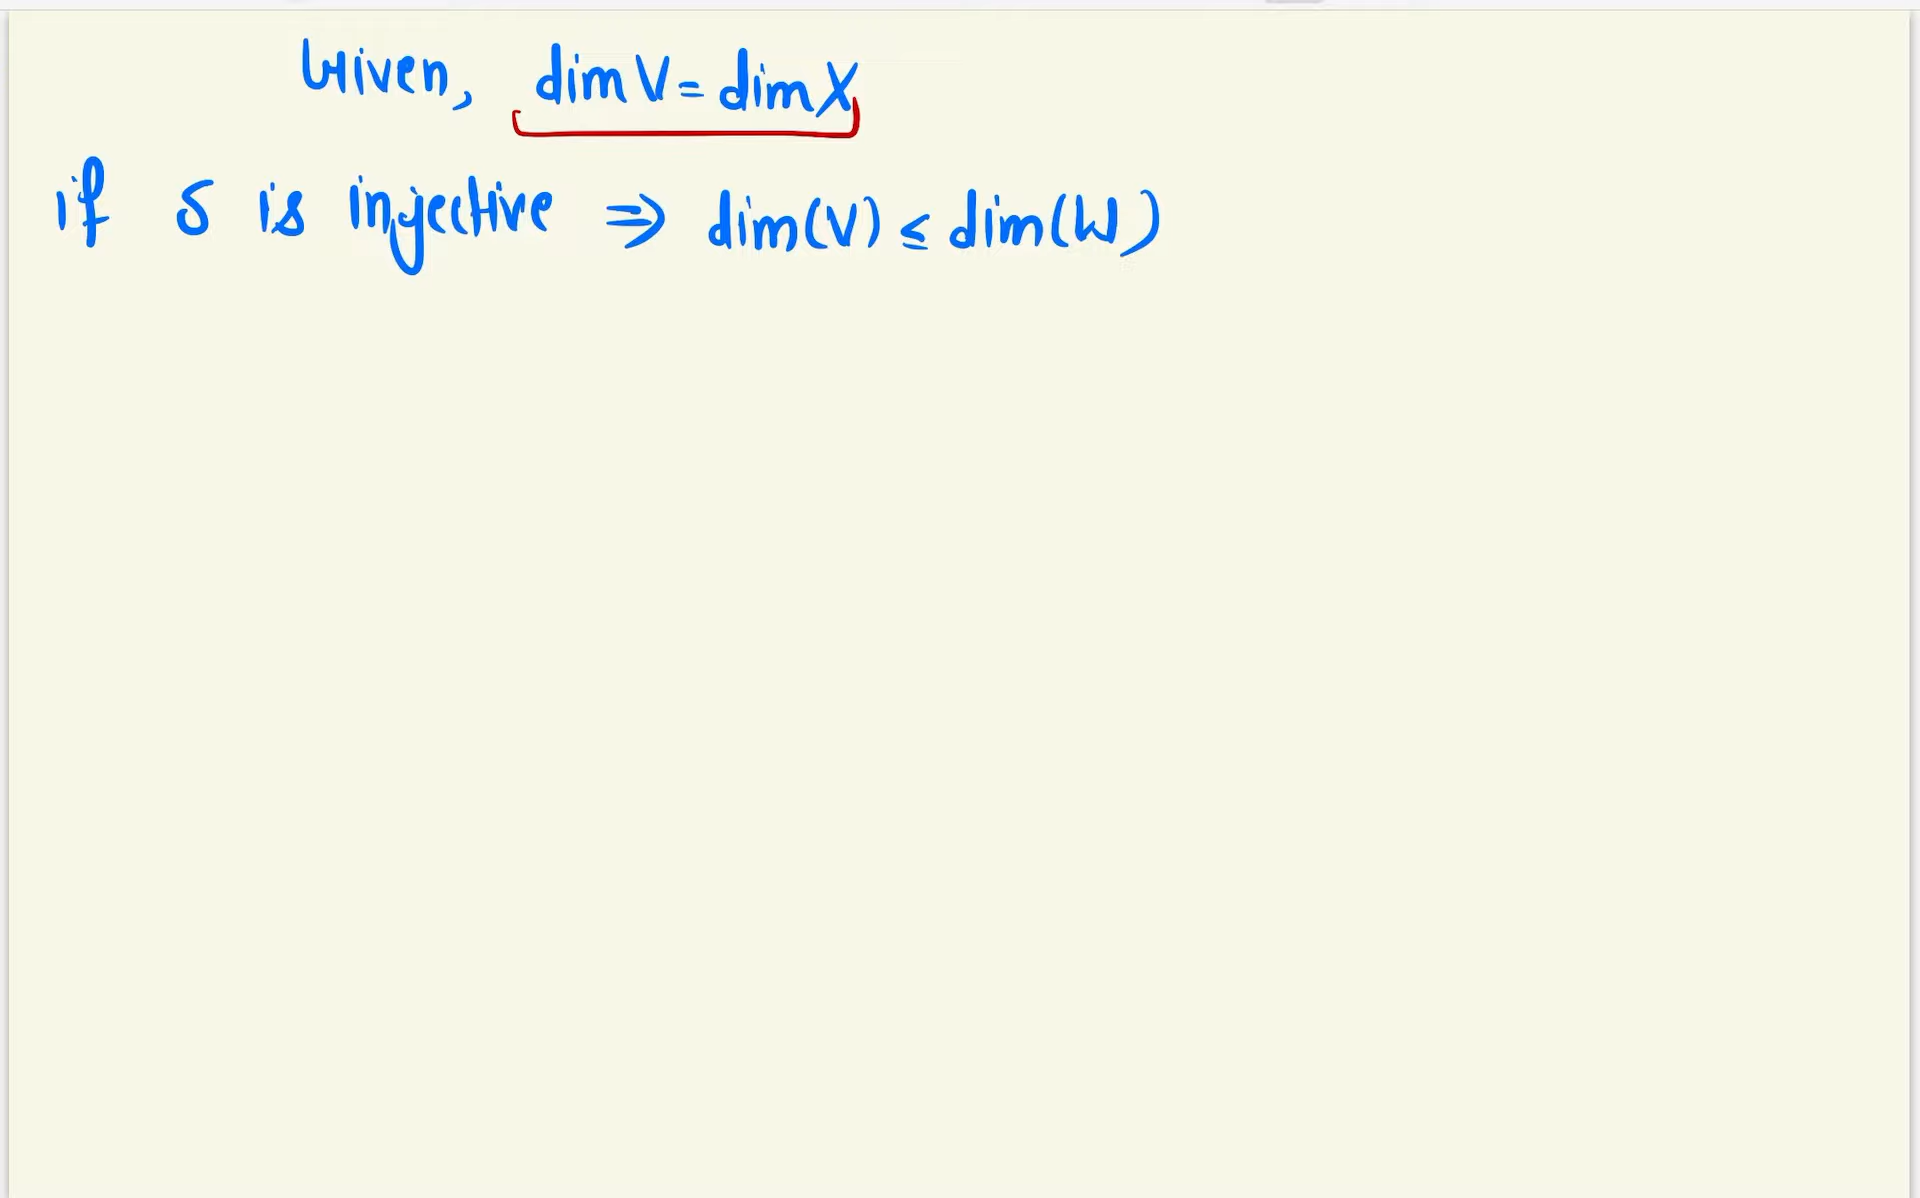 Given, dim V = dim X
if S is injective ⇒ dim(V) ≤ dim(W)